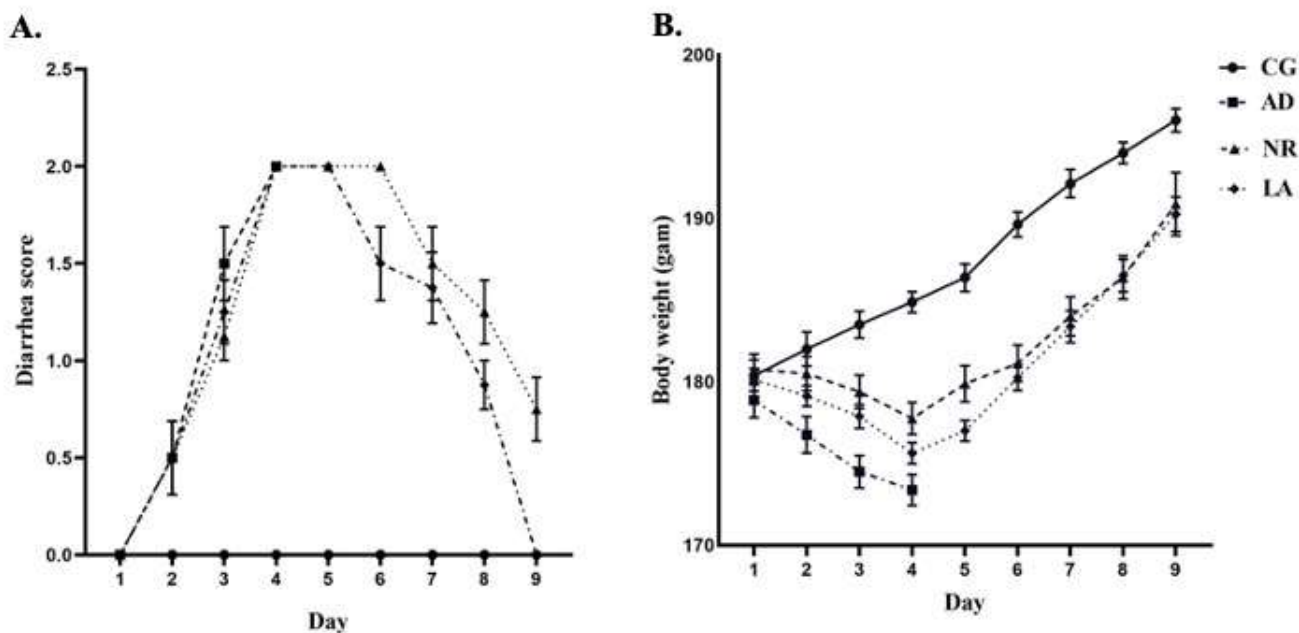 A.
Diarrhea score
2.5
2.0
1.5
1.0
0.5
0.0
1 2 3 4 5 6 7 8 9
Day
B.
Body weight (gam)
200
190
180
170
1 2 3 4 5 6 7 8 9
Day
CG
AD
NR
LA